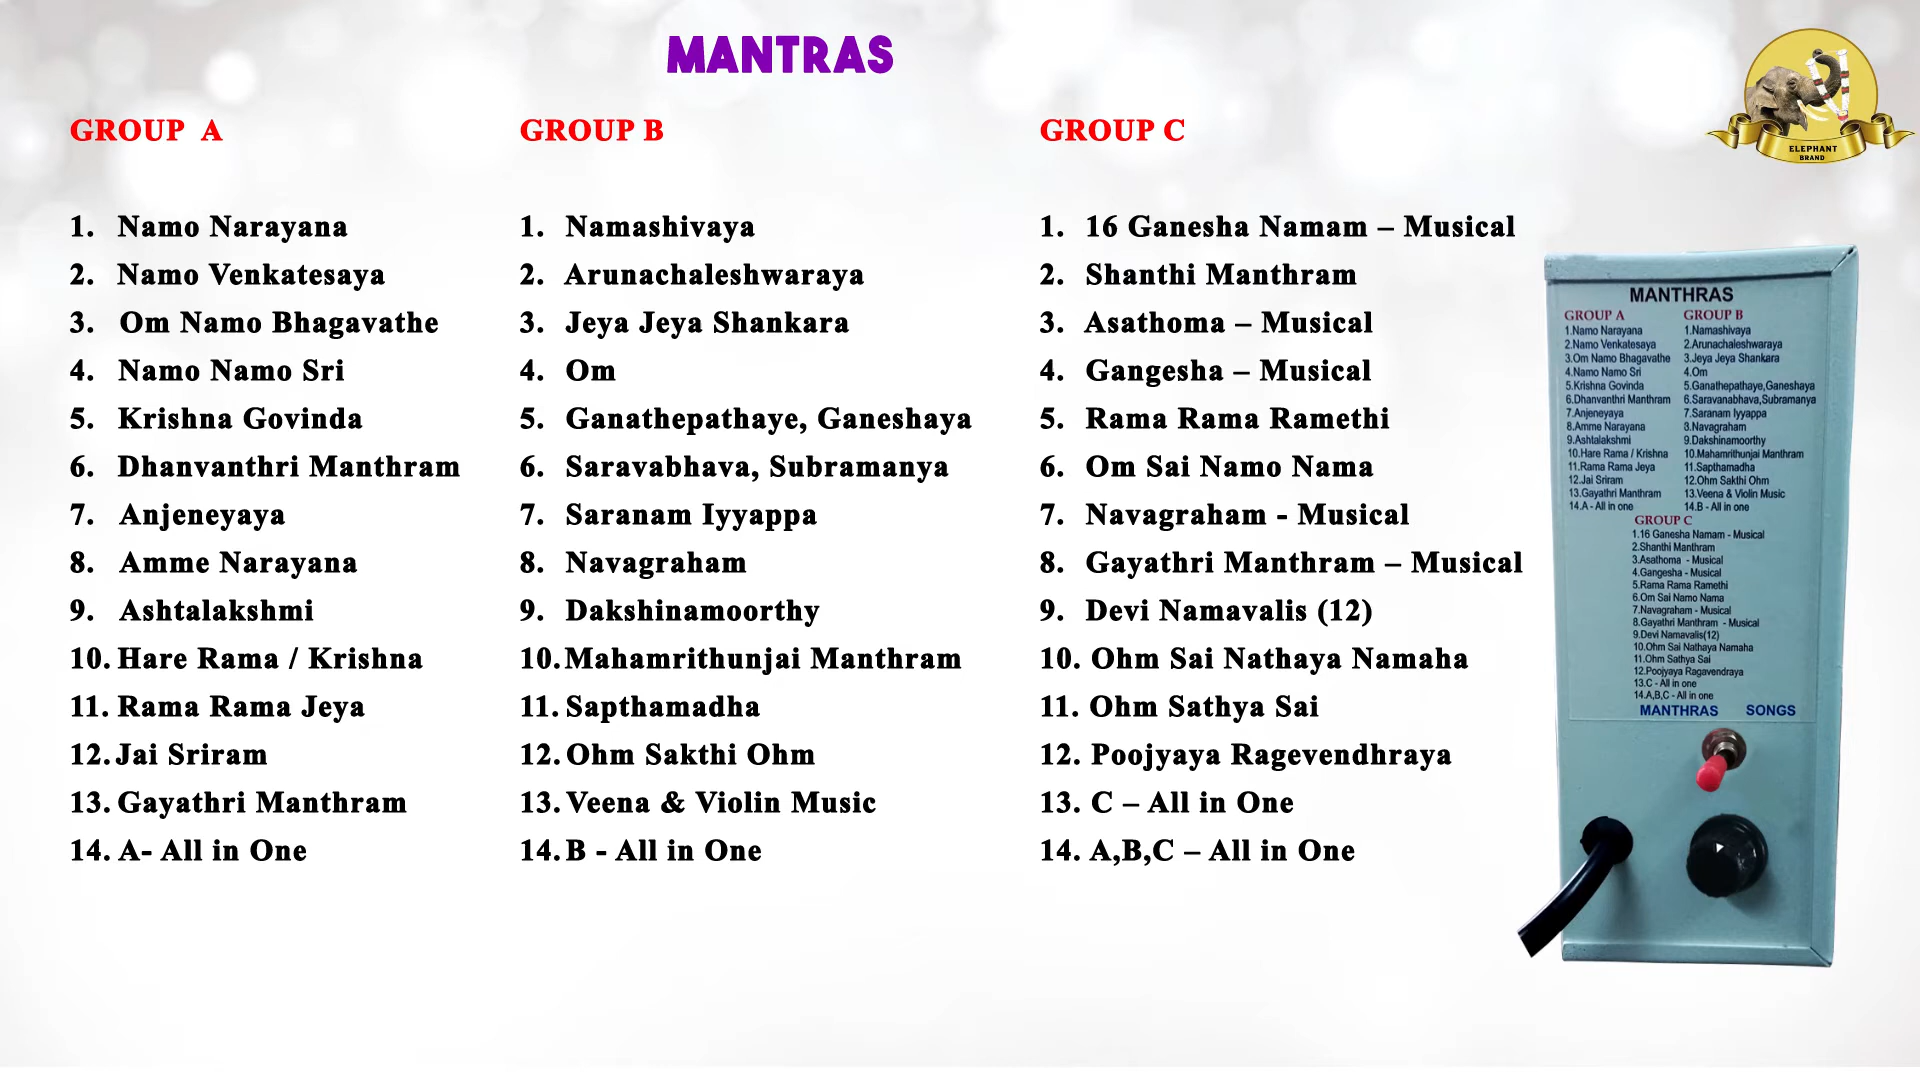 MANTRAS
GROUP A
1. Namo Narayana
2. Namo Venkatesaya
3. Om Namo Bhagavathe
4. Namo Namo Sri
5. Krishna Govinda
6. Dhanvanthri Manthram
7. Anjeneyaya
8. Amme Narayana
9. Ashtalakshmi
10. Hare Rama / Krishna
11. Rama Rama Jeya
12. Jai Sriram
13. Gayathri Manthram
14. A- All in One
GROUP B
1. Namashivaya
2. Arunachaleshwaraya
3. Jeya Jeya Shankara
4. Om
5. Ganathepathaye, Ganeshaya
6. Saravabhava, Subramanya
7. Saranam Iyyappa
8. Navagraham
9. Dakshinamoorthy
10. Mahamrithunjai Manthram
11. Sapthamadha
12. Ohm Sakthi Ohm
13. Veena & Violin Music
14. B - All in One
GROUP C
1. 16 Ganesha Namam – Musical
2. Shanthi Manthram
3. Asathoma – Musical
4. Gangesha – Musical
5. Rama Rama Ramethi
6. Om Sai Namo Nama
7. Navagraham - Musical
8. Gayathri Manthram – Musical
9. Devi Namavalis (12)
10. Ohm Sai Nathaya Namaha
11. Ohm Sathya Sai
12. Poojyaya Ragevendhraya
13. C – All in One
14. A,B,C – All in One
ELEPHANT
BRAND
MANTHRAS
GROUP A
1.Namo Narayana
2.Namo Venkatesaya
3.Om Namo Bhagavathe
4.Namo Namo Sri
5.Krishna Govinda
6.Dhanvanthri Manthram
7.Anjeneyaya
8.Amme Narayana
9.Ashtalakshmi
10.Hare Rama / Krishna
11.Rama Rama Jeya
12.Jai Sriram
13.Gayathri Manthram
14.A - All in one
GROUP B
1.Namashivaya
2.Arunachaleshwaraya
3.Jeya Jeya Shankara
4.Om
5.Ganathepathaye,Ganeshaya
6.Saravanabhava,Subramanya
7.Saranam Iyyappa
8.Navagraham
9.Dakshinamoorthy
10.Mahamrithunjai Manthram
11.Sapthamadha
12.Ohm Sakthi Ohm
13.Veena & Violin Music
14.B - All in one
GROUP C
1.16 Ganesha Namam - Musical
2.Shanthi Manthram
3.Asathoma - Musical
4.Gangesha - Musical
5.Rama Rama Ramethi
6.Om Sai Namo Nama
7.Navagraham - Musical
8.Gayathri Manthram - Musical
9.Devi Namavalis(12)
10.Ohm Sai Nathaya Namaha
11.Ohm Sathya Sai
12.Poojyaya Ragavendraya
13.C - All in one
14.A,B,C - All in one
MANTHRAS SONGS